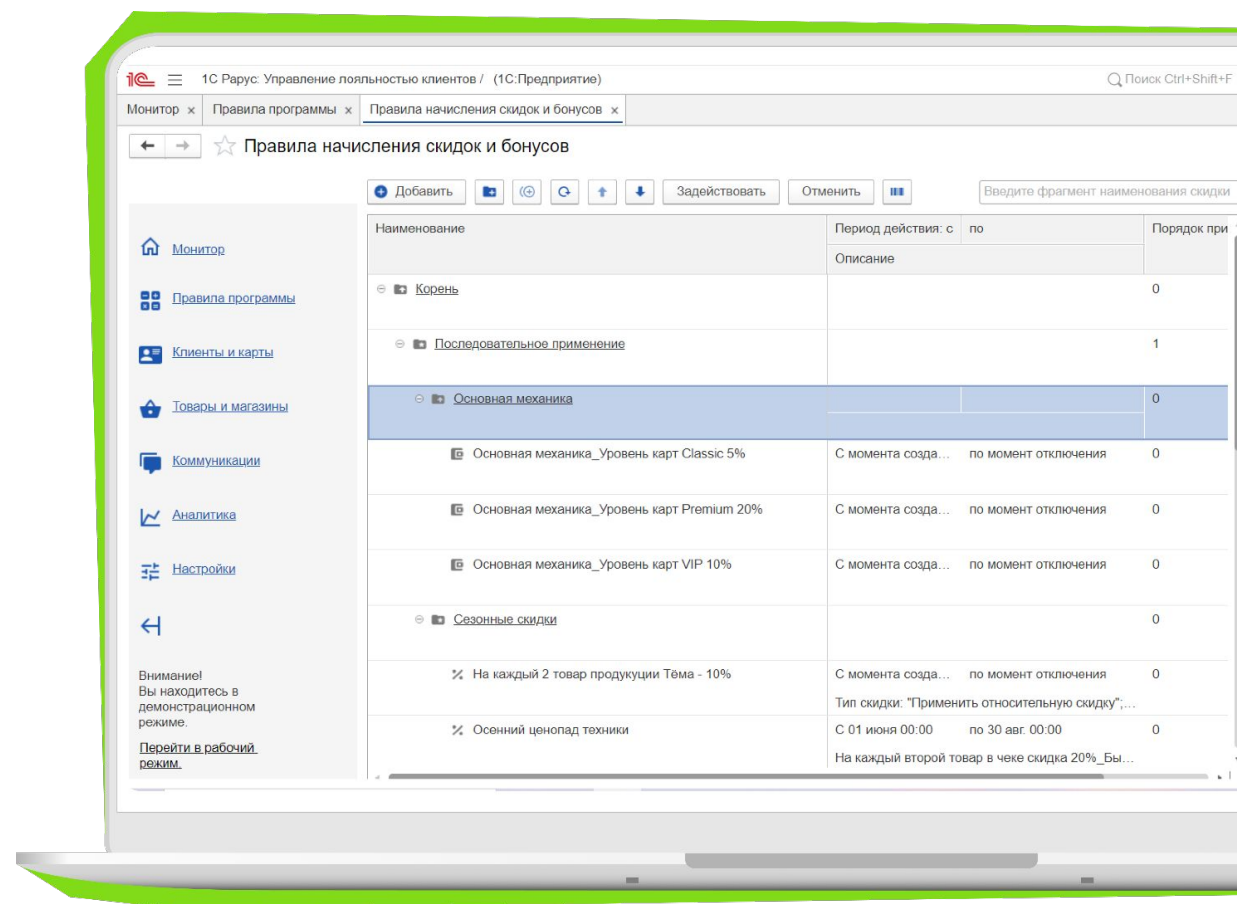 1С Рарус: Управление лояльностью клиентов / (1С:Предприятие)
Поиск Ctrl+Shift+F
Монитор × Правила программы × Правила начисления скидок и бонусов ×
Правила начисления скидок и бонусов
Добавить
Задействовать
Отменить
Введите фрагмент наименования скидки
Наименование
Период действия: с
по
Порядок при
Описание
Монитор
Правила программы
Клиенты и карты
Товары и магазины
Коммуникации
Аналитика
Настройки
Внимание!
Вы находитесь в
демонстрационном
режиме.
Перейти в рабочий
режим.
Корень 0
Последовательное применение 1
Основная механика 0
Основная механика_Уровень карт Classic 5% С момента созда... по момент отключения 0
Основная механика_Уровень карт Premium 20% С момента созда... по момент отключения 0
Основная механика_Уровень карт VIP 10% С момента созда... по момент отключения 0
Сезонные скидки 0
На каждый 2 товар продукуции Тёма - 10% С момента созда... по момент отключения 0
Тип скидки: "Применить относительную скидку";...
Осенний ценопад техники С 01 июня 00:00 по 30 авг. 00:00 0
На каждый второй товар в чеке скидка 20%_Бы...